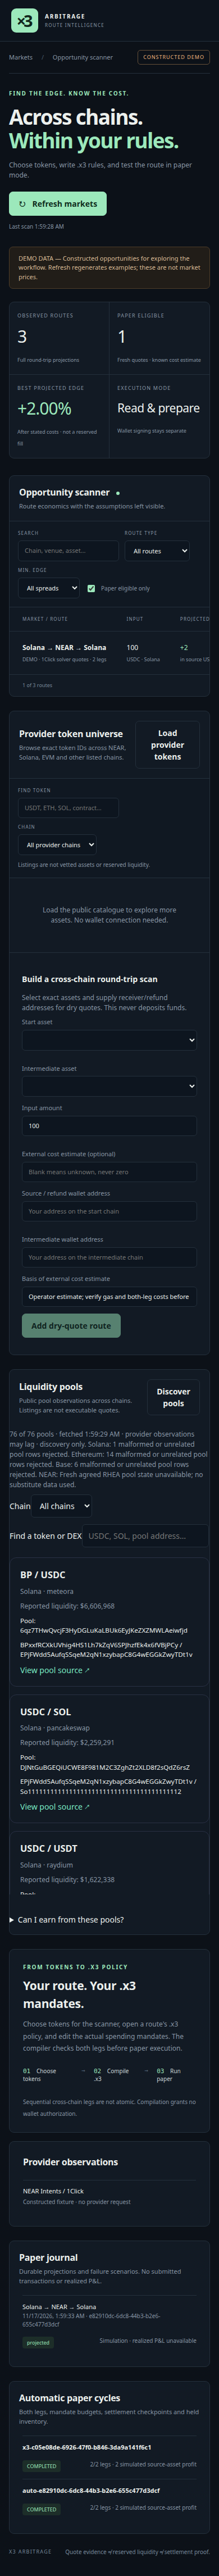 x3
ARBITRAGE
ROUTE INTELLIGENCE
Markets / Opportunity scanner
CONSTRUCTED DEMO
FIND THE EDGE. KNOW THE COST.
Across chains.
Within your rules.
Choose tokens, write .x3 rules, and test the route in paper
mode.
↻ Refresh markets
Last scan 1:59:28 AM
DEMO DATA — Constructed opportunities for exploring the
workflow. Refresh regenerates examples; these are not market
prices.
OBSERVED ROUTES
3
Full round-trip projections
PAPER ELIGIBLE
1
Fresh quotes · known cost estimate
BEST PROJECTED EDGE
+2.00%
After stated costs · not a reserved
fill
EXECUTION MODE
Read & prepare
Wallet signing stays separate
Opportunity scanner
Route economics with the assumptions left visible.
SEARCH
Chain, venue, asset...
ROUTE TYPE
All routes
MIN. EDGE
All spreads
Paper eligible only
MARKET / ROUTE INPUT PROJECTED
Solana → NEAR → Solana 100 +2
DEMO · 1Click solver quotes · 2 legs USDC · Solana in source US
1 of 3 routes
Provider token universe
Browse exact token IDs across NEAR,
Solana, EVM and other listed chains.
Load
provider
tokens
FIND TOKEN
USDT, ETH, SOL, contract...
CHAIN
All provider chains
Listings are not vetted assets or reserved liquidity.
Load the public catalogue to explore more
assets. No wallet connection needed.
Build a cross-chain round-trip scan
Select exact assets and supply receiver/refund
addresses for dry quotes. This never deposits funds.
Start asset
Intermediate asset
Input amount
100
External cost estimate (optional)
Blank means unknown, never zero
Source / refund wallet address
Your address on the start chain
Intermediate wallet address
Your address on the intermediate chain
Basis of external cost estimate
Operator estimate; verify gas and both-leg costs before
Add dry-quote route
Liquidity pools
Public pool observations across chains.
Listings are not executable quotes.
Discover
pools
76 of 76 pools · fetched 1:59:29 AM · provider observations
may lag · discovery only. Solana: 1 malformed or unrelated
pool rows rejected. Ethereum: 14 malformed or unrelated pool
rows rejected. Base: 6 malformed or unrelated pool rows
rejected. NEAR: Fresh agreed RHEA pool state unavailable; no
substitute data used.
Chain All chains
Find a token or DEX USDC, SOL, pool address...
BP / USDC
Solana · meteora
Reported liquidity: $6,606,968
Pool:
View pool source ↗
USDC / SOL
Solana · pancakeswap
Reported liquidity: $2,259,291
Pool:
View pool source ↗
USDC / USDT
Solana · raydium
Reported liquidity: $1,622,338
▶ Can I earn from these pools?
FROM TOKENS TO .X3 POLICY
Your route. Your .x3
mandates.
Choose tokens for the scanner, open a route's .x3
policy, and edit the actual signed mandates. The
compiler checks both legs before paper execution.
01 Choose tokens → 02 Compile .x3 → 03 Run paper
Sequential cross-chain legs are not atomic. Compilation grants no
wallet authorization.
Provider observations
NEAR Intents / 1Click
Constructed fixture · no provider request
Paper journal
Durable projections and failure scenarios. No submitted
transactions or realized P&L.
Solana → NEAR → Solana
11/17/2026, 1:59:33 AM · e82910dc-6dc8-44b3-b2e6-
655c477d3dcf
projected
Simulation · realized P&L unavailable
Automatic paper cycles
Both legs, mandate budgets, settlement checkpoints and held
inventory.
x3-c05e08de-6926-47f0-b846-3da9a141f6c1
COMPLETED 2/2 legs · 2 simulated source-asset profit
auto-e82910dc-6dc8-44b3-b2e6-655c477d3dcf
COMPLETED 2/2 legs · 2 simulated source-asset profit
X3 ARBITRAGE
Quote evidence ≠ reserved liquidity ≠ settlement proof.